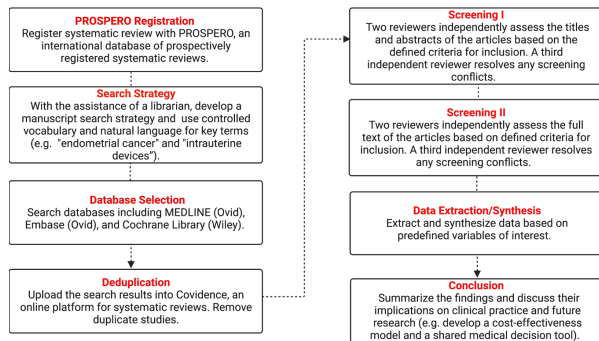 PROSPERO Registration
Register systematic review with PROSPERO, an
international database of prospectively
registered systematic reviews.
Search Strategy
With the assistance of a librarian, develop a
manuscript search strategy and use controlled
vocabulary and natural language for key terms
(e.g. "endometrial cancer" and "intrauterine
devices").
Database Selection
Search databases including MEDLINE (Ovid),
Embase (Ovid), and Cochrane Library (Wiley).
Deduplication
Upload the search results into Covidence, an
online platform for systematic reviews. Remove
duplicate studies.
Screening I
Two reviewers independently assess the titles
and abstracts of the articles based on the
defined criteria for inclusion. A third
independent reviewer resolves any screening
conflicts.
Screening II
Two reviewers independently assess the full
text of the articles based on defined criteria for
inclusion. A third independent reviewer resolves
any screening conflicts.
Data Extraction/Synthesis
Extract and synthesize data based on
predefined variables of interest.
Conclusion
Summarize the findings and discuss their
implications on clinical practice and future
research (e.g. develop a cost-effectiveness
model and a shared medical decision tool).